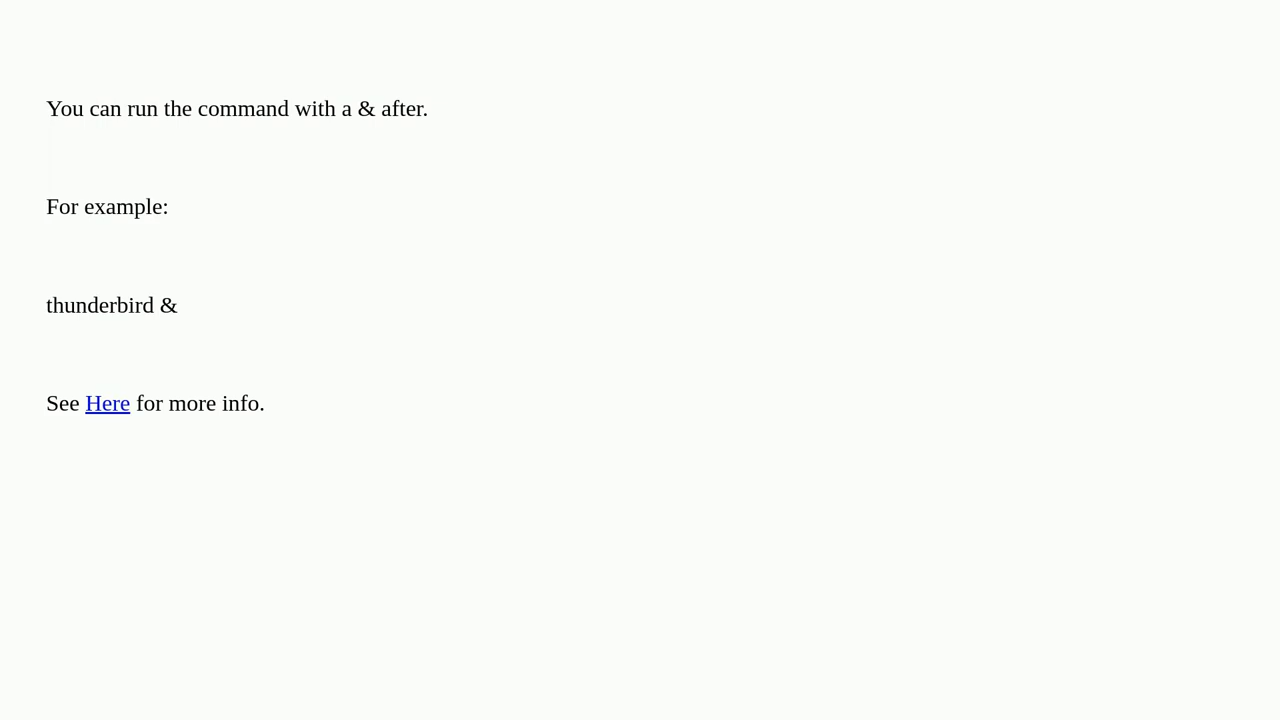 You can run the command with a & after.
For example:
thunderbird &
See Here for more info.